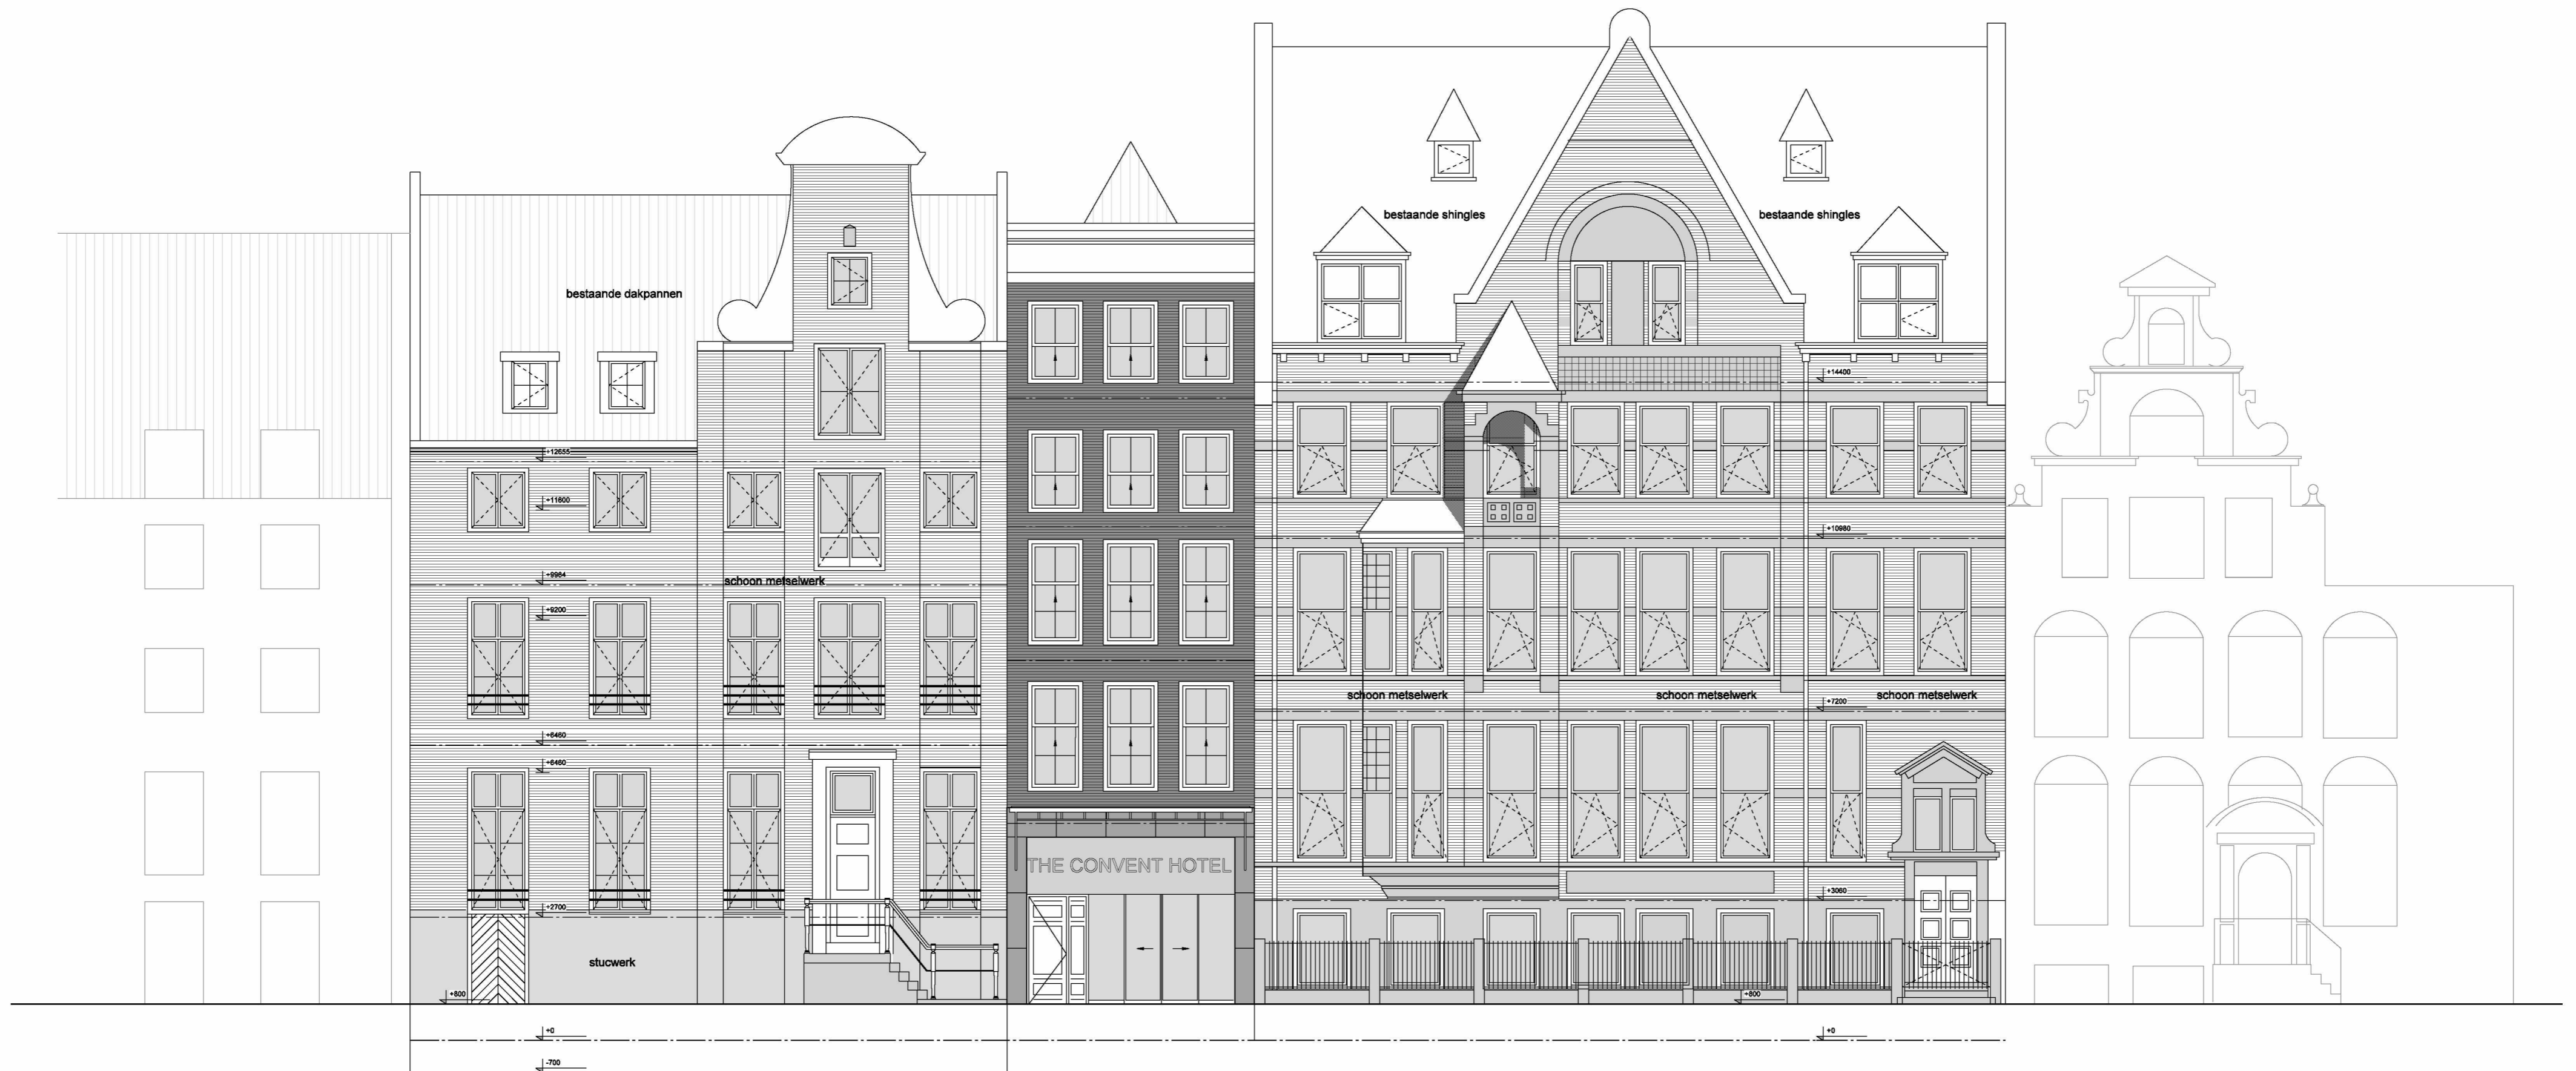 bestaande shingles
bestaande shingles
bestaande dakpannen
+14400
+12655
+11600
+10980
+9964
schoon metselwerk
+9200
schoon metselwerk
schoon metselwerk
schoon metselwerk
+7200
+6460
+6460
THE CONVENT HOTEL
+3060
+2700
stucwerk
+800
+800
+0
+0
-700